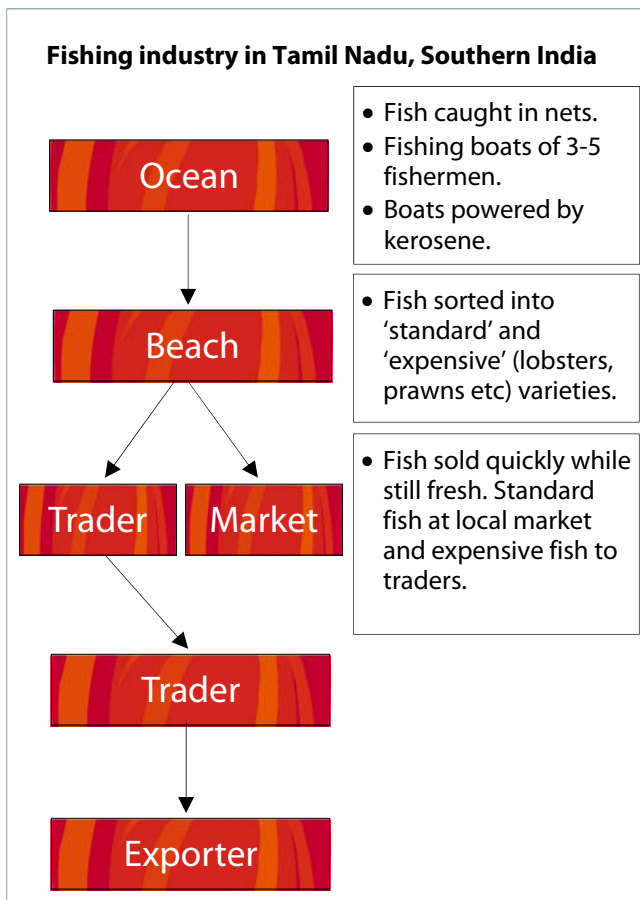 Fishing industry in Tamil Nadu, Southern India
Ocean
• Fish caught in nets.
• Fishing boats of 3-5
fishermen.
• Boats powered by
kerosene.
Beach
• Fish sorted into
‘standard’ and
‘expensive’ (lobsters,
prawns etc) varieties.
Trader
Market
• Fish sold quickly while
still fresh. Standard
fish at local market
and expensive fish to
traders.
Trader
Exporter